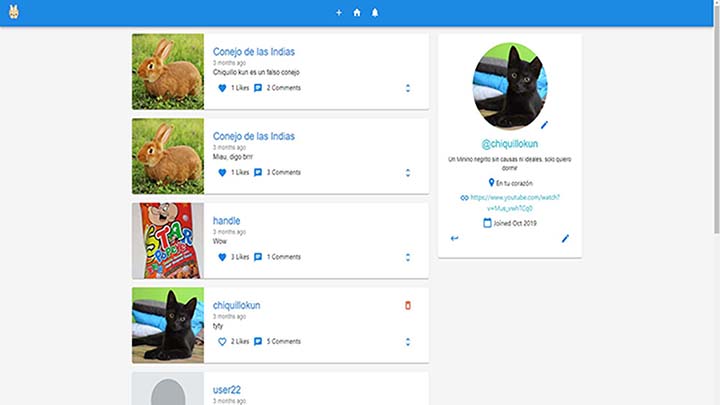 Conejo de las Indias
3 months ago
Chiquillo kun es un falso conejo
1 Likes 2 Comments
Conejo de las Indias
3 months ago
Miau, digo brrr
1 Likes 3 Comments
STAR
POPCORN
handle
3 months ago
Wow
3 Likes 1 Comments
chiquillokun
3 months ago
tyty
2 Likes 5 Comments
user22
3 months ago
@chiquillokun
Un Minino negrito sin causas ni ideales. solo quiero
dormir
En tu corazón
https://www.youtube.com/watch?
Joined Oct 2019